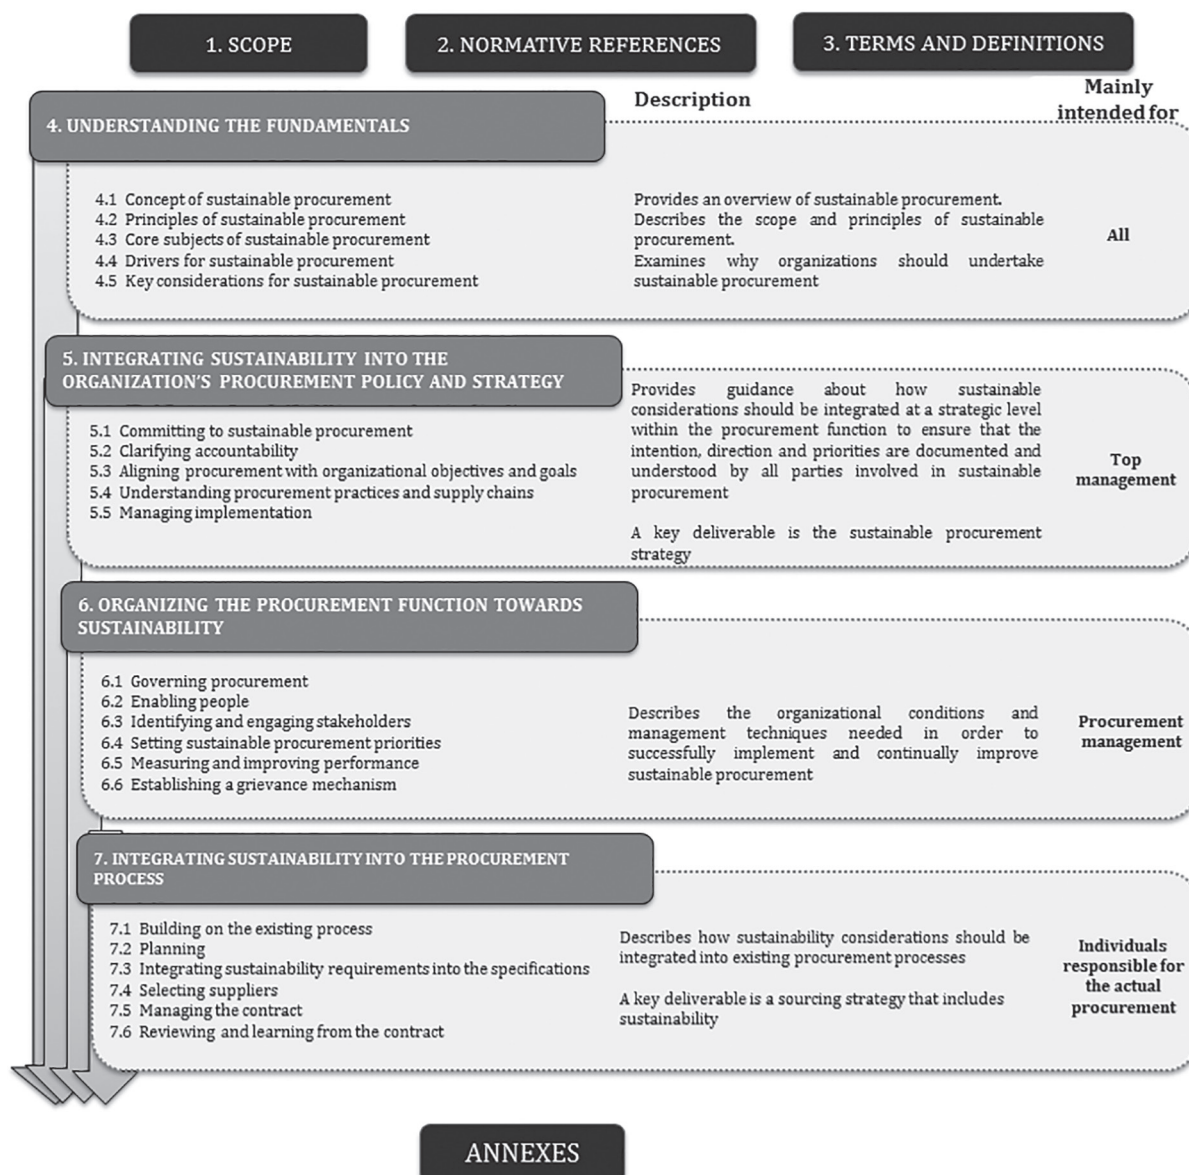 1. SCOPE
2. NORMATIVE REFERENCES
3. TERMS AND DEFINITIONS
Description
Mainly
intended for
4. UNDERSTANDING THE FUNDAMENTALS
4.1 Concept of sustainable procurement
4.2 Principles of sustainable procurement
4.3 Core subjects of sustainable procurement
4.4 Drivers for sustainable procurement
4.5 Key considerations for sustainable procurement
Provides an overview of sustainable procurement.
Describes the scope and principles of sustainable
procurement.
Examines why organizations should undertake
sustainable procurement
All
5. INTEGRATING SUSTAINABILITY INTO THE
ORGANIZATION'S PROCUREMENT POLICY AND STRATEGY
5.1 Committing to sustainable procurement
5.2 Clarifying accountability
5.3 Aligning procurement with organizational objectives and goals
5.4 Understanding procurement practices and supply chains
5.5 Managing implementation
Provides guidance about how sustainable
considerations should be integrated at a strategic level
within the procurement function to ensure that the
intention, direction and priorities are documented and
understood by all parties involved in sustainable
procurement
A key deliverable is the sustainable procurement
strategy
Top
management
6. ORGANIZING THE PROCUREMENT FUNCTION TOWARDS
SUSTAINABILITY
6.1 Governing procurement
6.2 Enabling people
6.3 Identifying and engaging stakeholders
6.4 Setting sustainable procurement priorities
6.5 Measuring and improving performance
6.6 Establishing a grievance mechanism
Describes the organizational conditions and
management techniques needed in order to
successfully implement and continually improve
sustainable procurement
Procurement
management
7. INTEGRATING SUSTAINABILITY INTO THE PROCUREMENT
PROCESS
7.1 Building on the existing process
7.2 Planning
7.3 Integrating sustainability requirements into the specifications
7.4 Selecting suppliers
7.5 Managing the contract
7.6 Reviewing and learning from the contract
Describes how sustainability considerations should be
integrated into existing procurement processes
A key deliverable is a sourcing strategy that includes
sustainability
Individuals
responsible for
the actual
procurement
ANNEXES